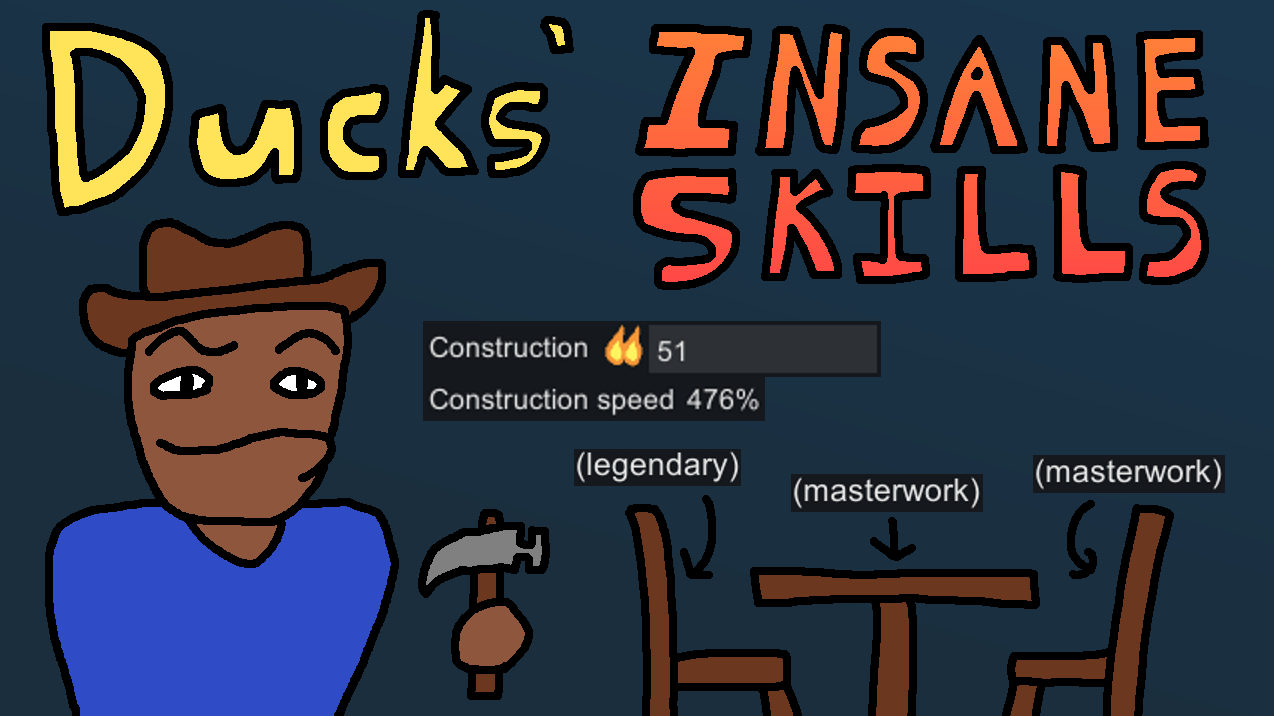 Ducks` INSANE
SKILLS
Construction 51
Construction speed 476%
(legendary)
(masterwork)
(masterwork)